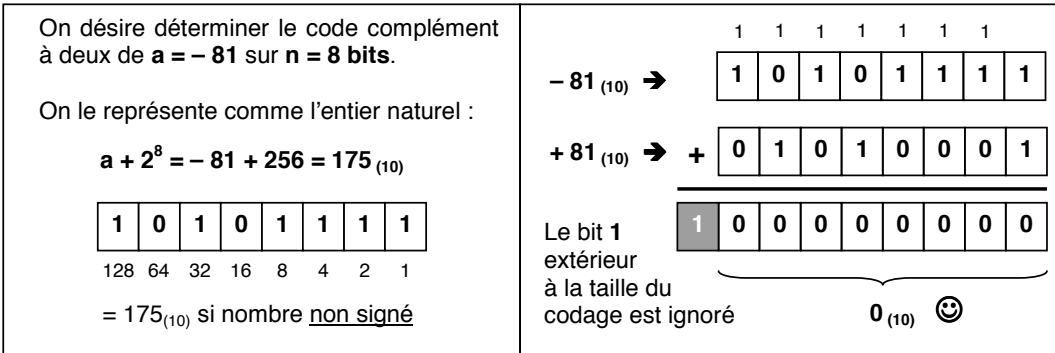 On désire déterminer le code complément
à deux de a = – 81 sur n = 8 bits.
On le représente comme l'entier naturel :
a + 2⁸ = – 81 + 256 = 175 (10)
1 0 1 0 1 1 1 1
128 64 32 16 8 4 2 1
= 175(10) si nombre non signé
1 1 1 1 1 1 1
– 81 (10) ➔ 1 0 1 0 1 1 1 1
+ 81 (10) ➔ + 0 1 0 1 0 0 0 1
1 0 0 0 0 0 0 0 0
Le bit 1
extérieur
à la taille du
codage est ignoré
0 (10) ☺